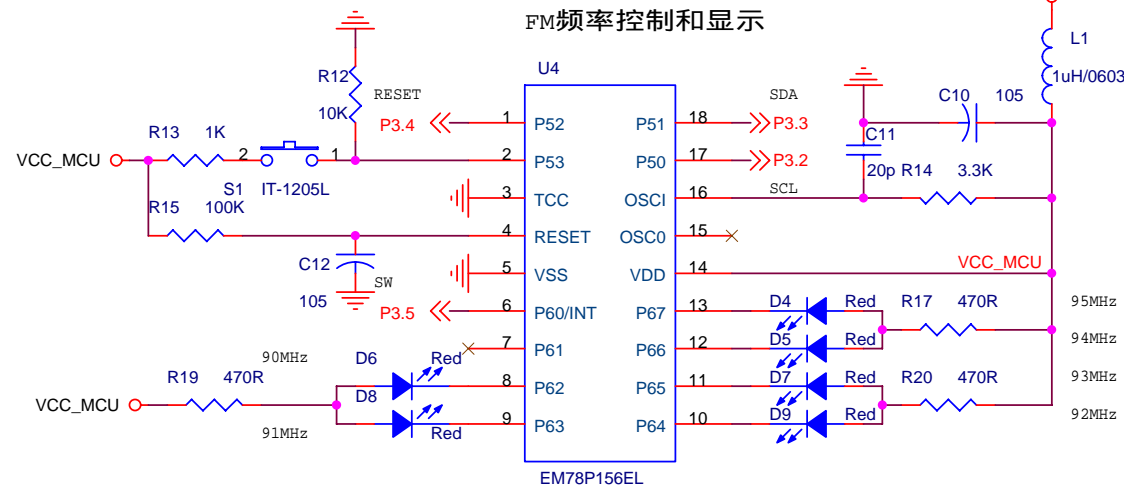 FM频率控制和显示
L1
1uH/0603
U4
R12
10K
RESET
P3.4
1
P52
P51
18
SDA
P3.3
C10
105
C11
20p
R13
1K
VCC_MCU
2
1
S1
IT-1205L
2
P53
P50
17
P3.2
R14
3.3K
3
TCC
OSCI
16
SCL
R15
100K
4
RESET
OSC0
15
C12
105
SW
5
VSS
VDD
14
VCC_MCU
P3.5
6
P60/INT
P67
13
D4
Red
R17
470R
95MHz
7
P61
P66
12
D5
Red
94MHz
90MHz
D6
Red
8
P62
P65
11
D7
Red
R20
470R
93MHz
R19
470R
VCC_MCU
D8
91MHz
Red
9
P63
P64
10
D9
Red
92MHz
EM78P156EL